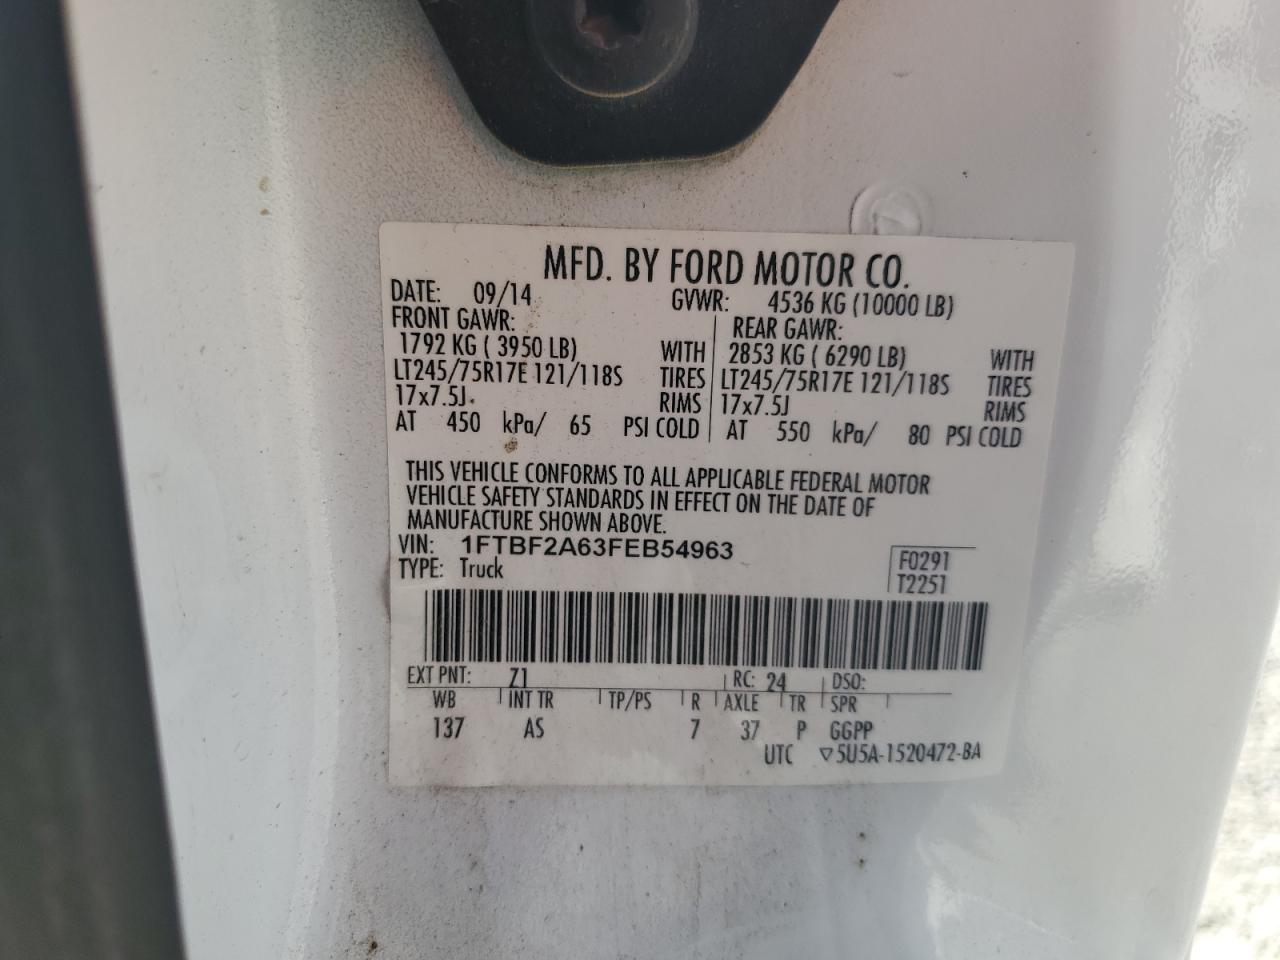 MFD. BY FORD MOTOR CO.
DATE: 09/14 GVWR: 4536 KG (10000 LB)
FRONT GAWR: REAR GAWR:
1792 KG ( 3950 LB) WITH 2853 KG ( 6290 LB) WITH
LT245/75R17E 121/118S TIRES LT245/75R17E 121/118S TIRES
17x7.5J RIMS 17x7.5J RIMS
AT 450 kPa/ 65 PSI COLD AT 550 kPa/ 80 PSI COLD
THIS VEHICLE CONFORMS TO ALL APPLICABLE FEDERAL MOTOR
VEHICLE SAFETY STANDARDS IN EFFECT ON THE DATE OF
MANUFACTURE SHOWN ABOVE.
VIN: 1FTBF2A63FEB54963 F0291
TYPE: Truck T2251
EXT PNT: Z1 RC: 24 DSO:
WB INT TR TP/PS R AXLE TR SPR
137 AS 7 37 P GGPP
UTC ▽5U5A-1520472-BA